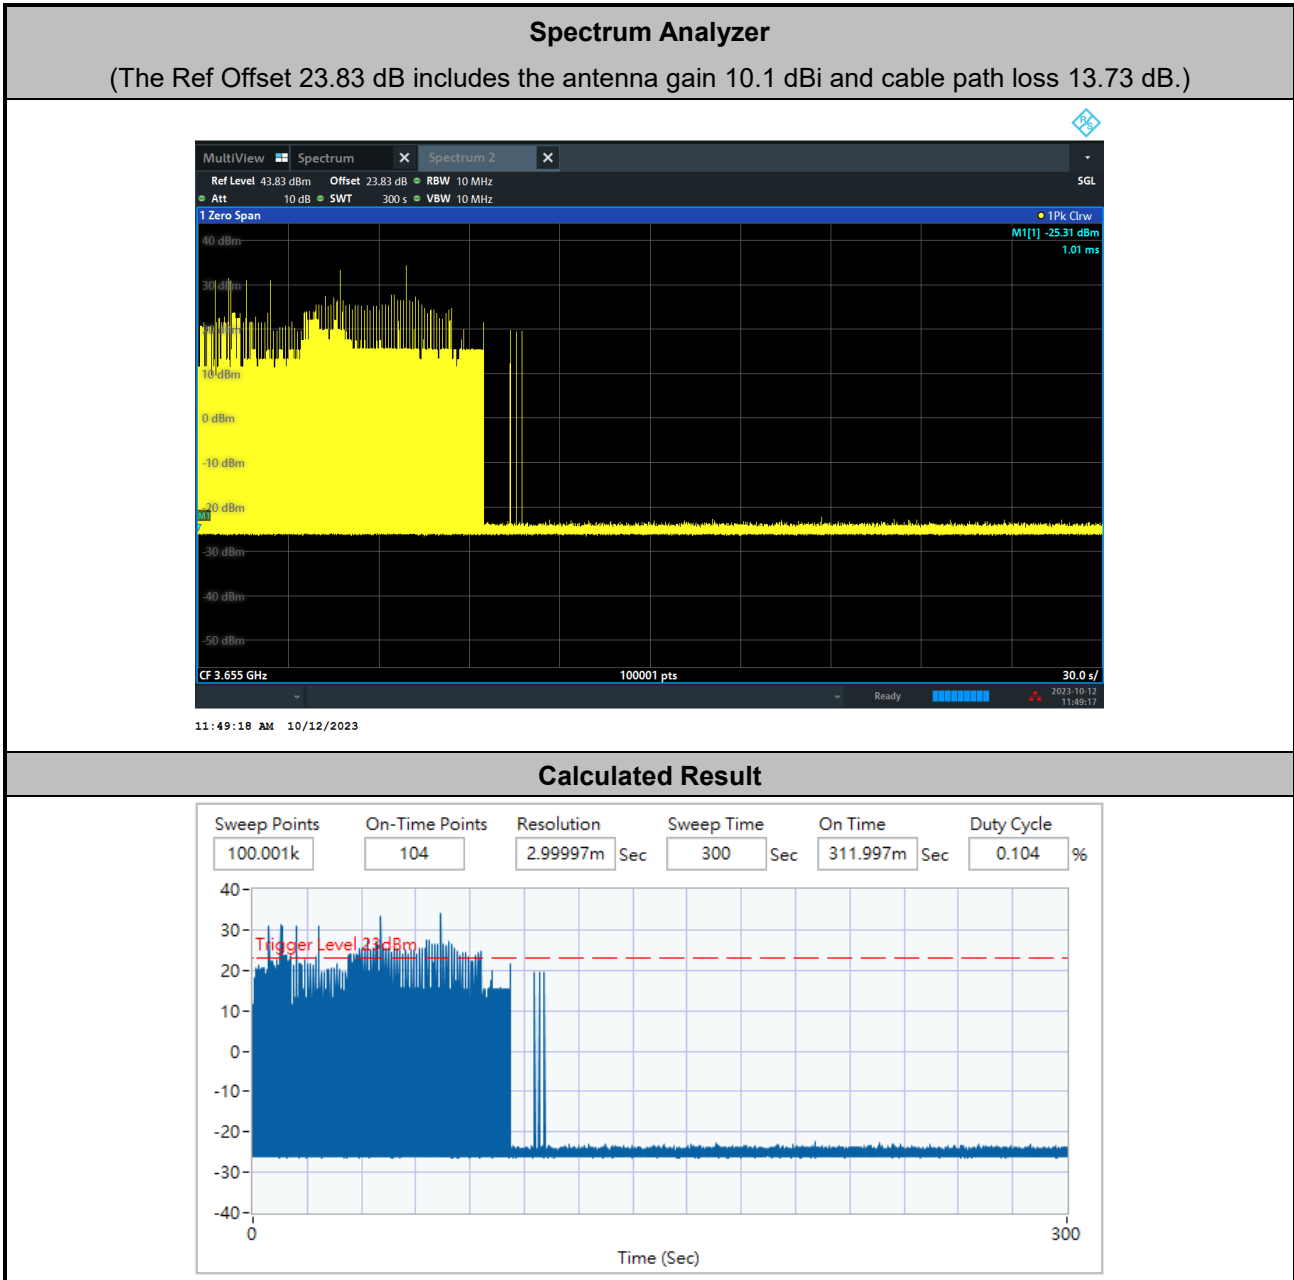 Spectrum Analyzer
(The Ref Offset 23.83 dB includes the antenna gain 10.1 dBi and cable path loss 13.73 dB.)
R&S
MultiView Spectrum X Spectrum 2 X
Ref Level 43.83 dBm Offset 23.83 dB RBW 10 MHz SGL
Att 10 dB SWT 300 s VBW 10 MHz
1 Zero Span 1Pk Clrw
M1[1] -25.31 dBm
1.01 ms
40 dBm
30 dBm
20 dBm
10 dBm
0 dBm
-10 dBm
-20 dBm
M1
-30 dBm
-40 dBm
-50 dBm
CF 3.655 GHz 100001 pts 30.0 s/
Ready 2023-10-12
11:49:17
11:49:18 AM 10/12/2023
Calculated Result
Sweep Points On-Time Points Resolution Sweep Time On Time Duty Cycle
100.001k 104 2.99997m Sec 300 Sec 311.997m Sec 0.104 %
40
30
Trigger Level 23dBm
20
10
0
-10
-20
-30
-40
0 300
Time (Sec)